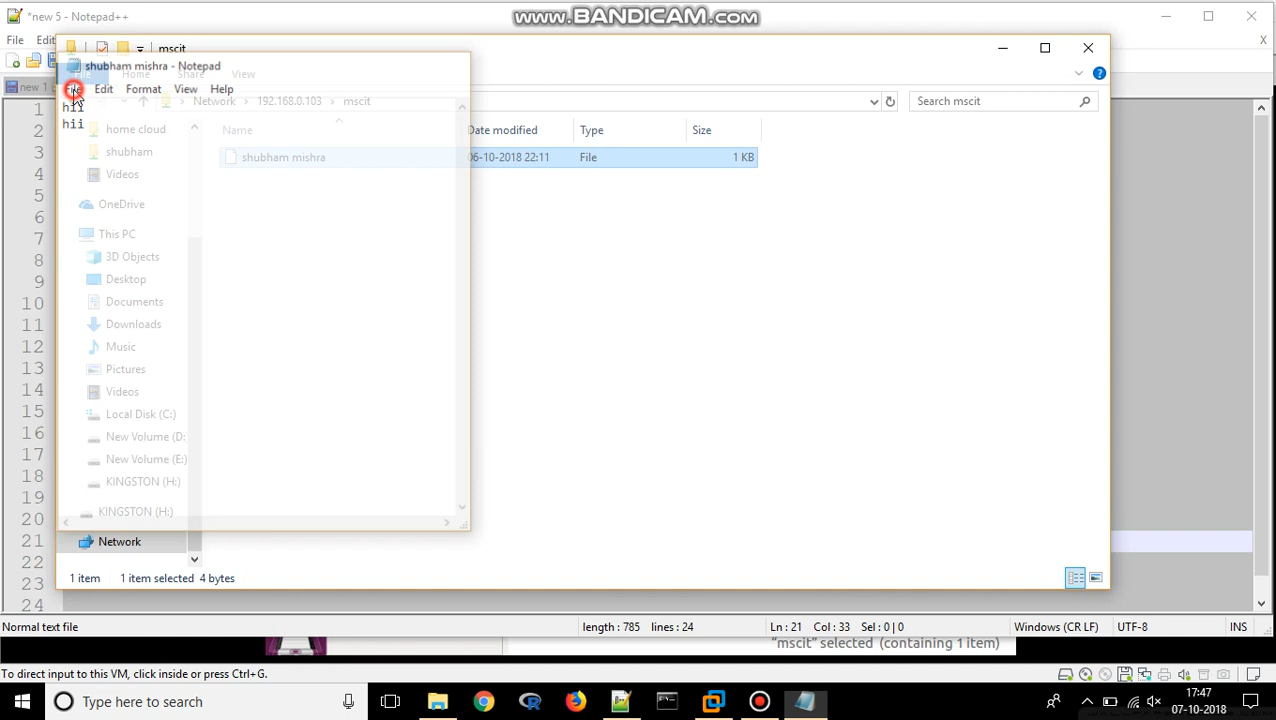 *new 5 - Notepad++
WWW.BANDICAM.COM
File
Edi
mscit
shubham mishra - Notepad
File
Home
Share
View
File
Edit
Format
View
Help
new 1
Network
192.168.0.103
mscit
Search mscit
hii
hii
home cloud
shubham
Videos
OneDrive
This PC
3D Objects
Desktop
Documents
Downloads
Music
Pictures
Videos
Local Disk (C:)
New Volume (D:
New Volume (E:)
KINGSTON (H:)
KINGSTON (H:)
Network
Name
Date modified
Type
Size
shubham mishra
06-10-2018 22:11
File
1 KB
1
2
3
4
5
6
7
8
9
10
11
12
13
14
15
16
17
18
19
20
21
22
23
24
1 item
1 item selected
4 bytes
Normal text file
length : 785
lines : 24
Ln : 21
Col : 33
Sel : 0 | 0
Windows (CR LF)
UTF-8
INS
"mscit" selected (containing 1 item)
To direct input to this VM, click inside or press Ctrl+G.
Type here to search
17:47
07-10-2018